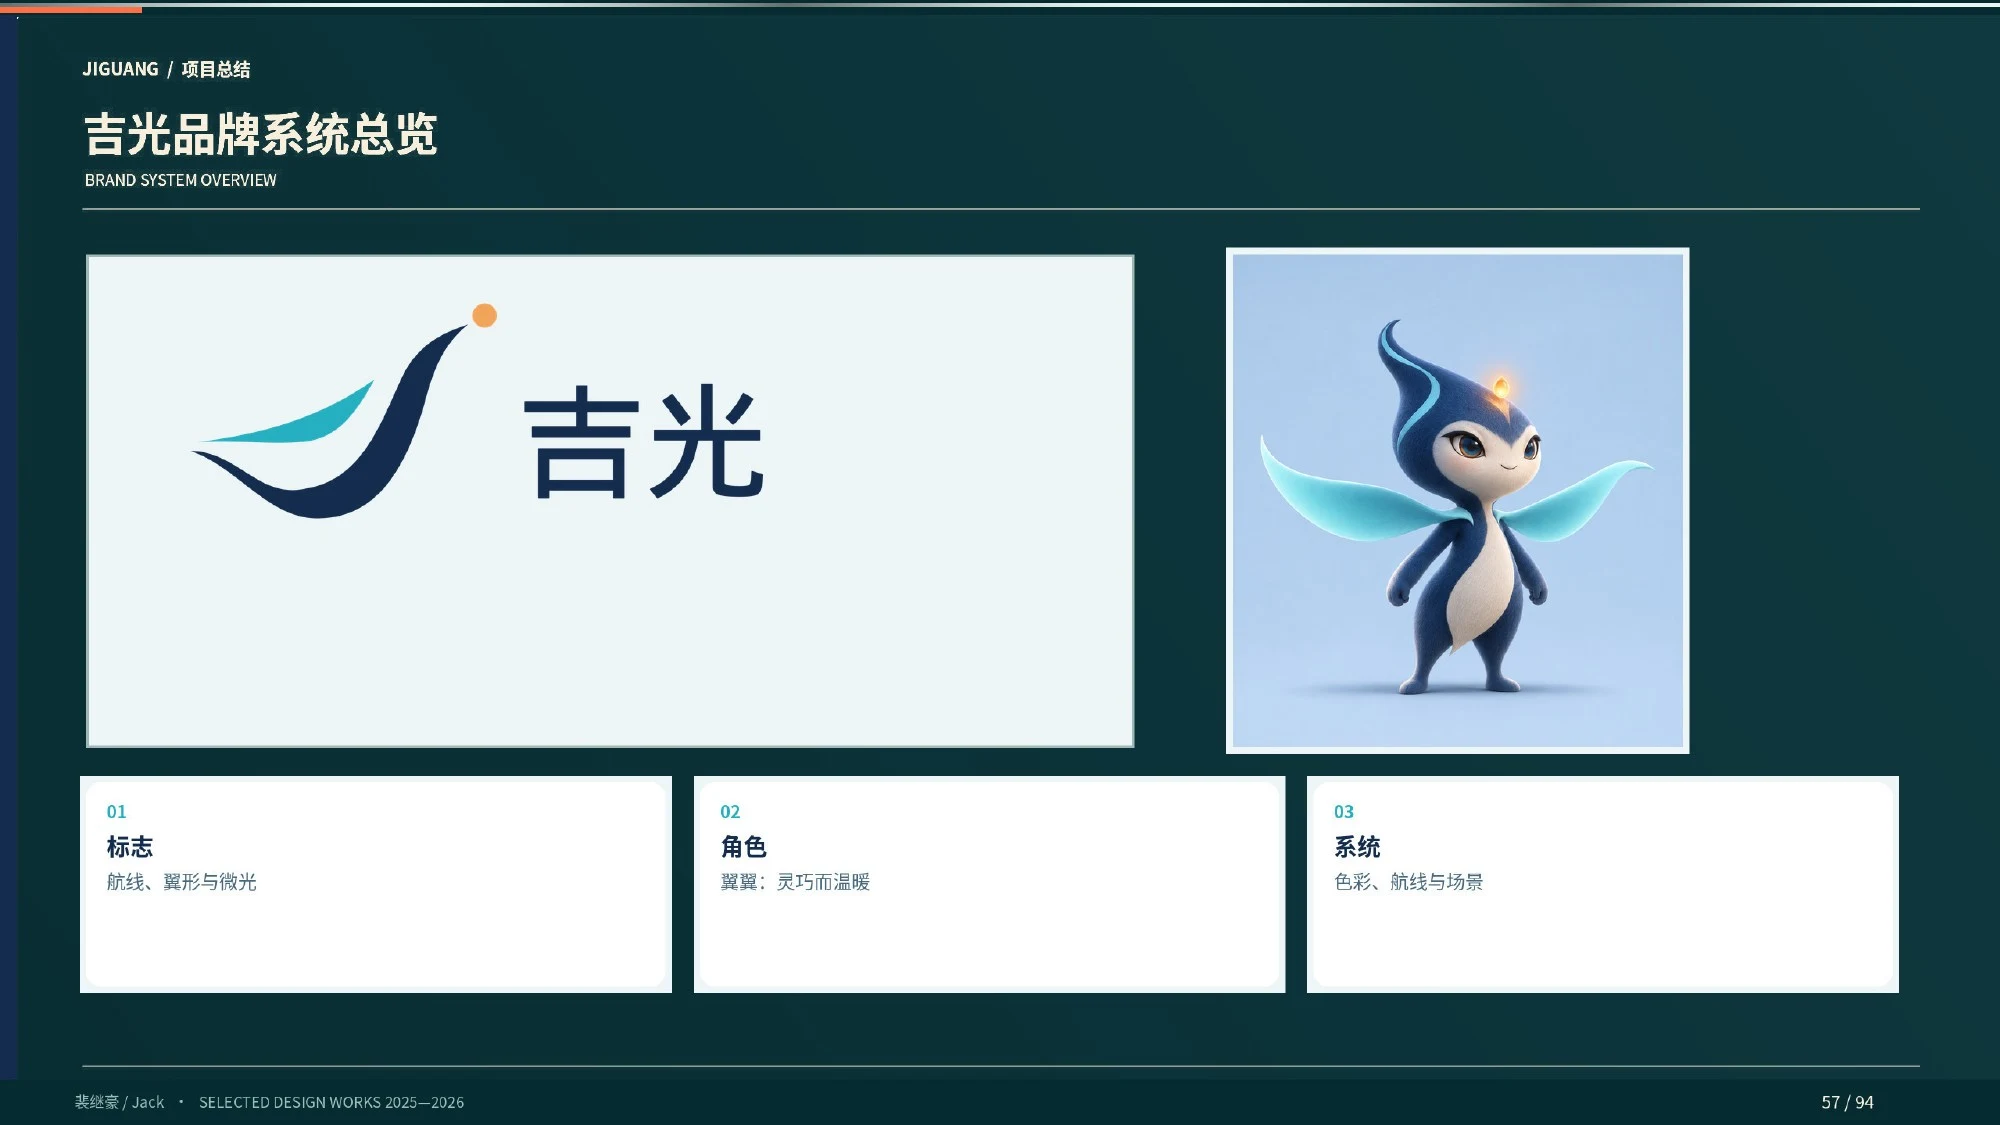 JIGUANG / 项目总结
吉光品牌系统总览
BRAND SYSTEM OVERVIEW
吉光
01
标志
航线、翼形与微光
02
角色
翼翼：灵巧而温暖
03
系统
色彩、航线与场景
裴继豪 / Jack • SELECTED DESIGN WORKS 2025—2026
57 / 94